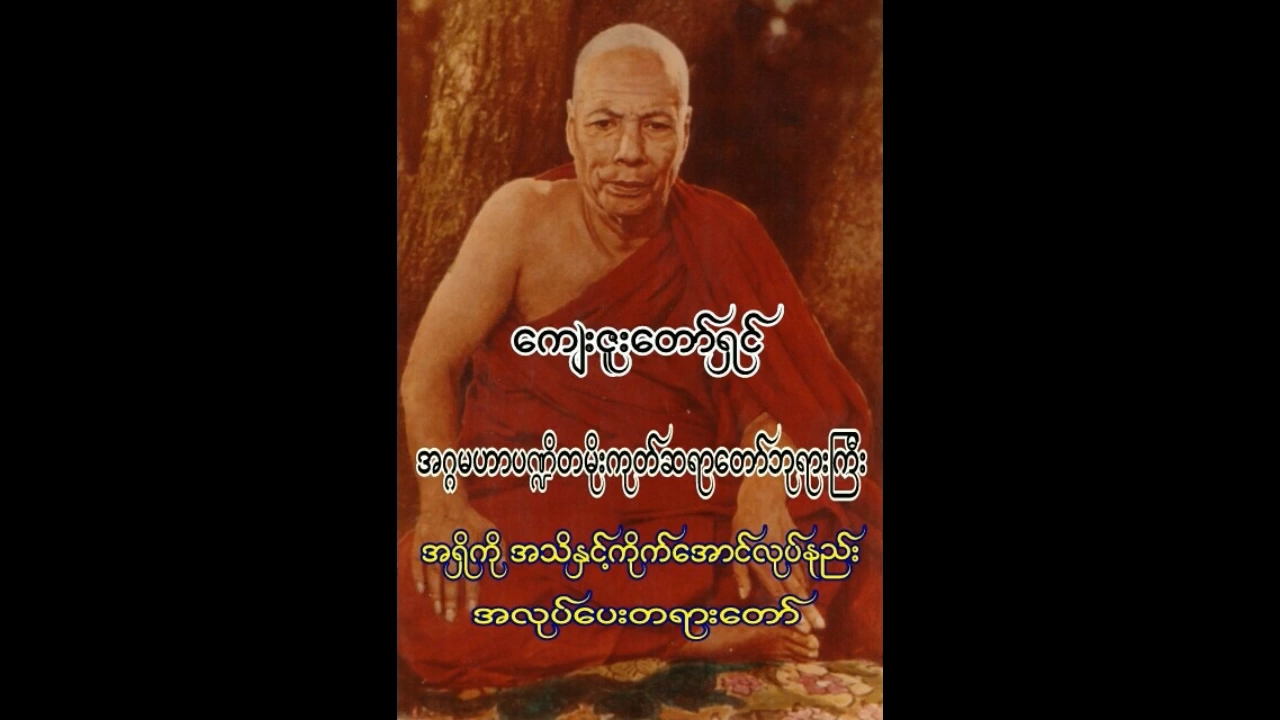 ကျေးဇူးတော်ရှင်
အဂ္ဂမဟာပဏ္ဍိတမိုးကုတ်ဆရာတော်ဘုရားကြီး
အရှိကို အသိနှင့်ကိုက်အောင်လုပ်နည်း
အလုပ်ပေးတရားတော်